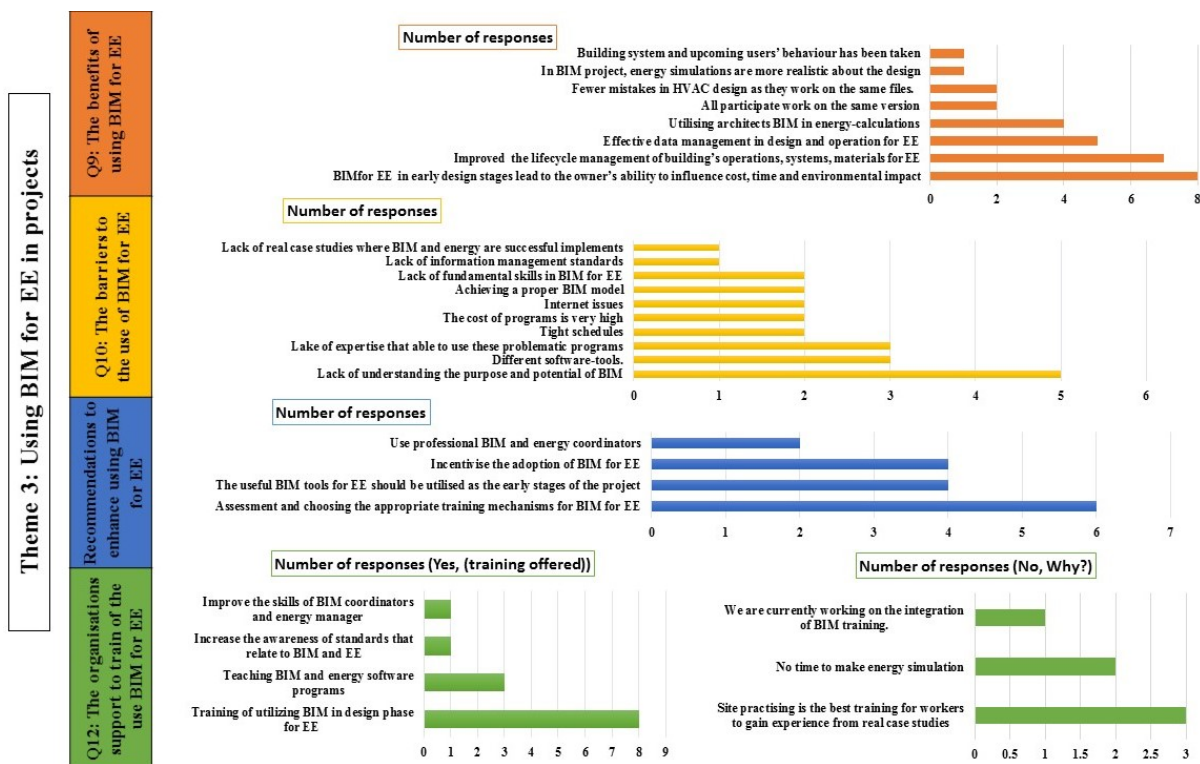 Theme 3: Using BIM for EE in projects
Q9: The benefits of
using BIM for EE
Number of responses
Building system and upcoming users' behaviour has been taken
In BIM project, energy simulations are more realistic about the design
Fewer mistakes in HVAC design as they work on the same files.
All participate work on the same version
Utilising architects BIM in energy-calculations
Effective data management in design and operation for EE
Improved the lifecycle management of building's operations, systems, materials for EE
BIMfor EE in early design stages lead to the owner's ability to influence cost, time and environmental impact
0 2 4 6 8
Q10: The barriers to
the use of BIM for EE
Number of responses
Lack of real case studies where BIM and energy are successful implements
Lack of information management standards
Lack of fundamental skills in BIM for EE
Achieving a proper BIM model
Internet issues
The cost of programs is very high
Tight schedules
Lake of expertise that able to use these problematic programs
Different software-tools.
Lack of understanding the purpose and potential of BIM
0 1 2 3 4 5 6
Recommendations to
enhance using BIM
for EE
Number of responses
Use professional BIM and energy coordinators
Incentivise the adoption of BIM for EE
The useful BIM tools for EE should be utilised as the early stages of the project
Assessment and choosing the appropriate training mechanisms for BIM for EE
0 1 2 3 4 5 6 7
Q12: The organisations
support to train of the
use BIM for EE
Number of responses (Yes, (training offered))
Improve the skills of BIM coordinators
and energy manager
Increase the awareness of standards that
relate to BIM and EE
Teaching BIM and energy software
programs
Training of utilizing BIM in design phase
for EE
0 1 2 3 4 5 6 7 8 9
Number of responses (No, Why?)
We are currently working on the integration
of BIM training.
No time to make energy simulation
Site practising is the best training for workers
to gain experience from real case studies
0 0.5 1 1.5 2 2.5 3